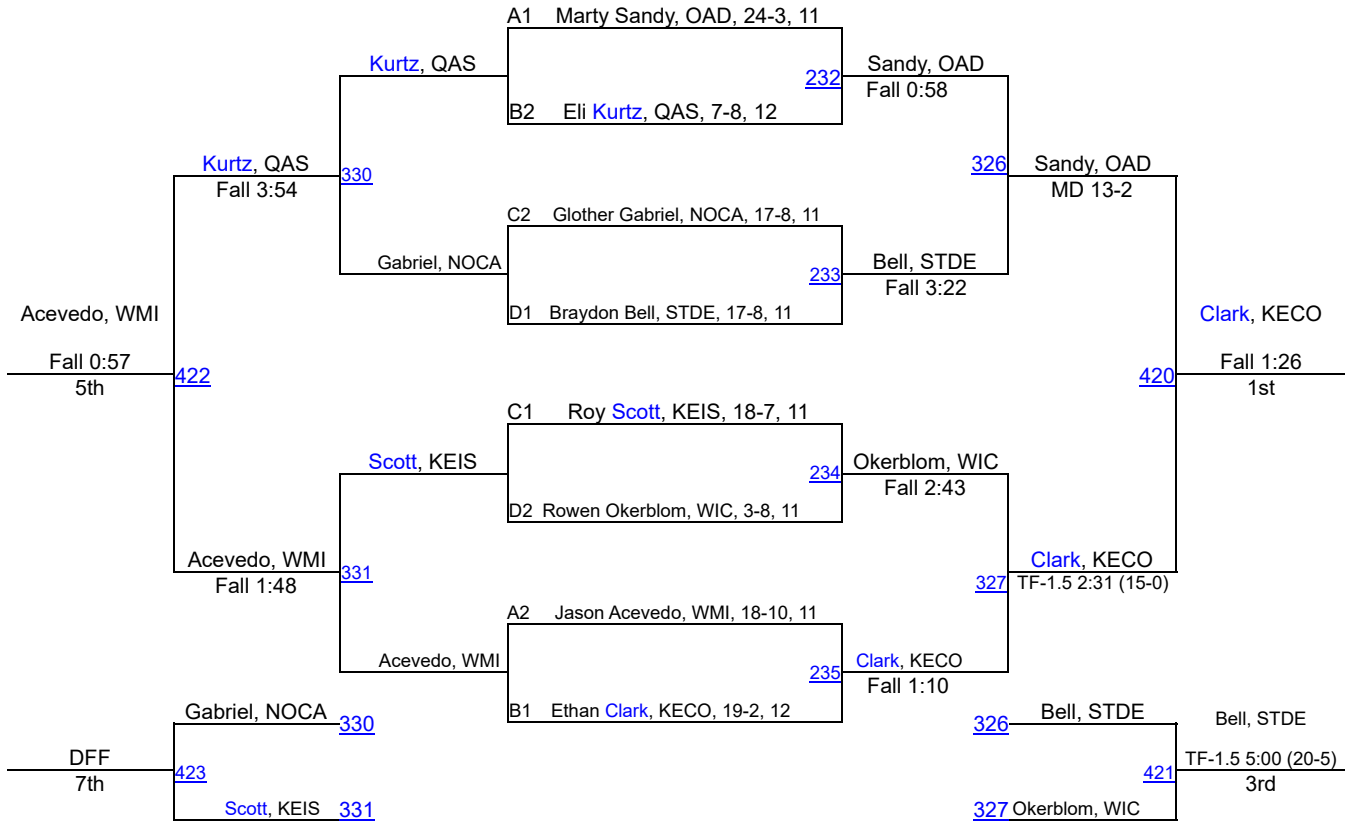 A1 Marty Sandy, OAD, 24-3, 11
Kurtz, QAS
232
Sandy, OAD
Fall 0:58
B2 Eli Kurtz, QAS, 7-8, 12
Kurtz, QAS
Fall 3:54
330
326
Sandy, OAD
MD 13-2
C2 Glother Gabriel, NOCA, 17-8, 11
Gabriel, NOCA
233
Bell, STDE
Fall 3:22
D1 Braydon Bell, STDE, 17-8, 11
Acevedo, WMI
Fall 0:57
5th
422
420
Clark, KECO
Fall 1:26
1st
C1 Roy Scott, KEIS, 18-7, 11
Scott, KEIS
234
Okerblom, WIC
Fall 2:43
D2 Rowen Okerblom, WIC, 3-8, 11
Acevedo, WMI
Fall 1:48
331
327
Clark, KECO
TF-1.5 2:31 (15-0)
A2 Jason Acevedo, WMI, 18-10, 11
Acevedo, WMI
235
Clark, KECO
Fall 1:10
B1 Ethan Clark, KECO, 19-2, 12
Gabriel, NOCA 330
DFF
7th
423
Scott, KEIS 331
326 Bell, STDE
Bell, STDE
421
TF-1.5 5:00 (20-5)
3rd
327 Okerblom, WIC